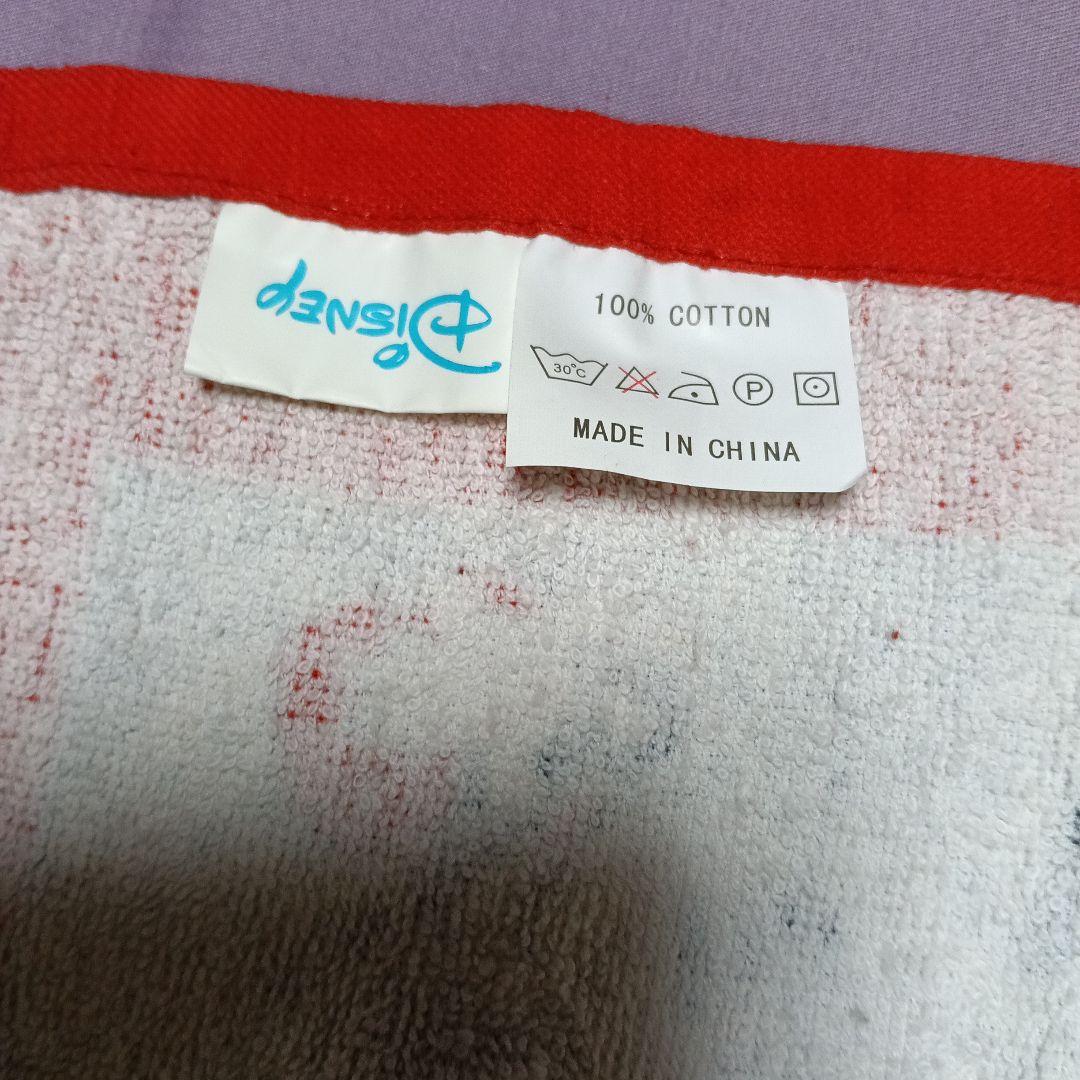 Disney
100% COTTON
30°C
P
MADE IN CHINA